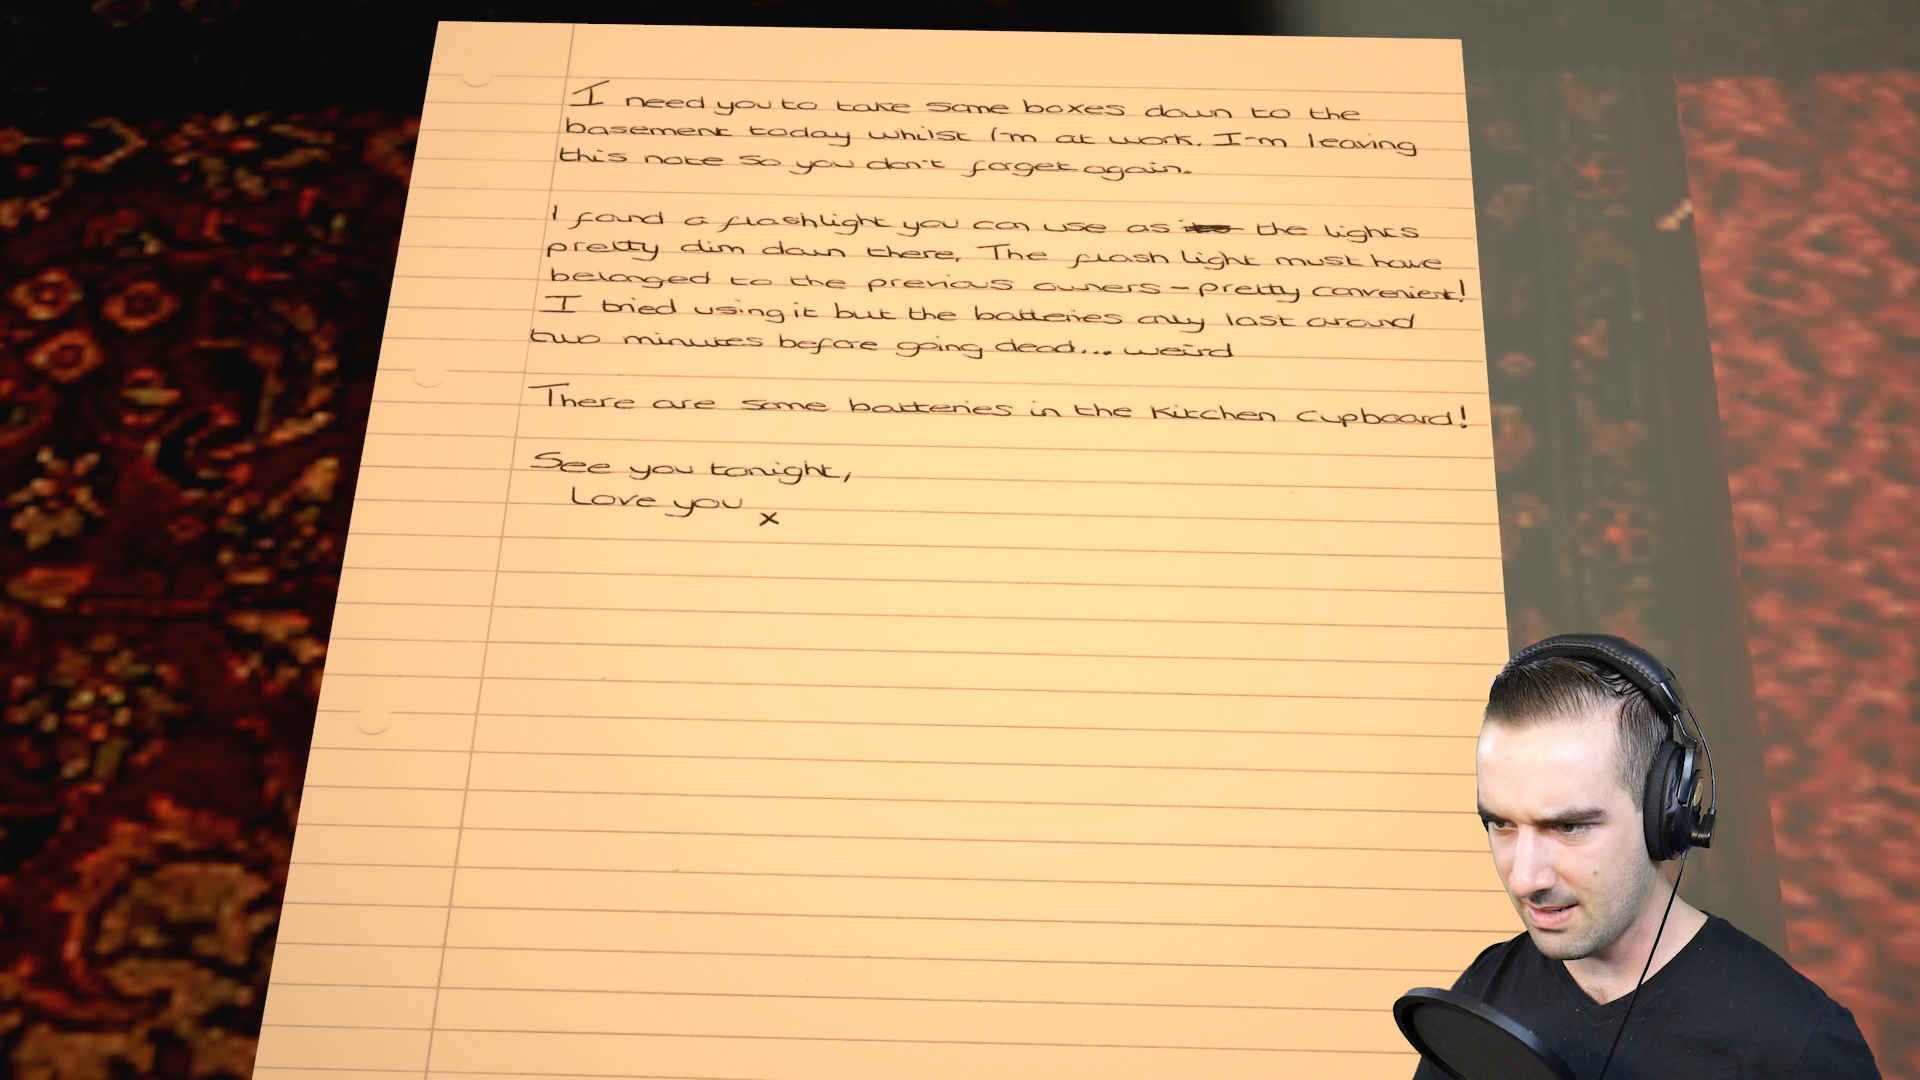 I need you to take some boxes down to the
basement today whilst I'm at work. I'm leaving
this note so you don't forget again.
I found a flashlight you can use as the lights
pretty dim down there. The flash light must have
belonged to the previous owners - pretty convenient!
I tried using it but the batteries only last around
two minutes before going dead... weird
There are some batteries in the kitchen cupboard!
See you tonight,
Love you x